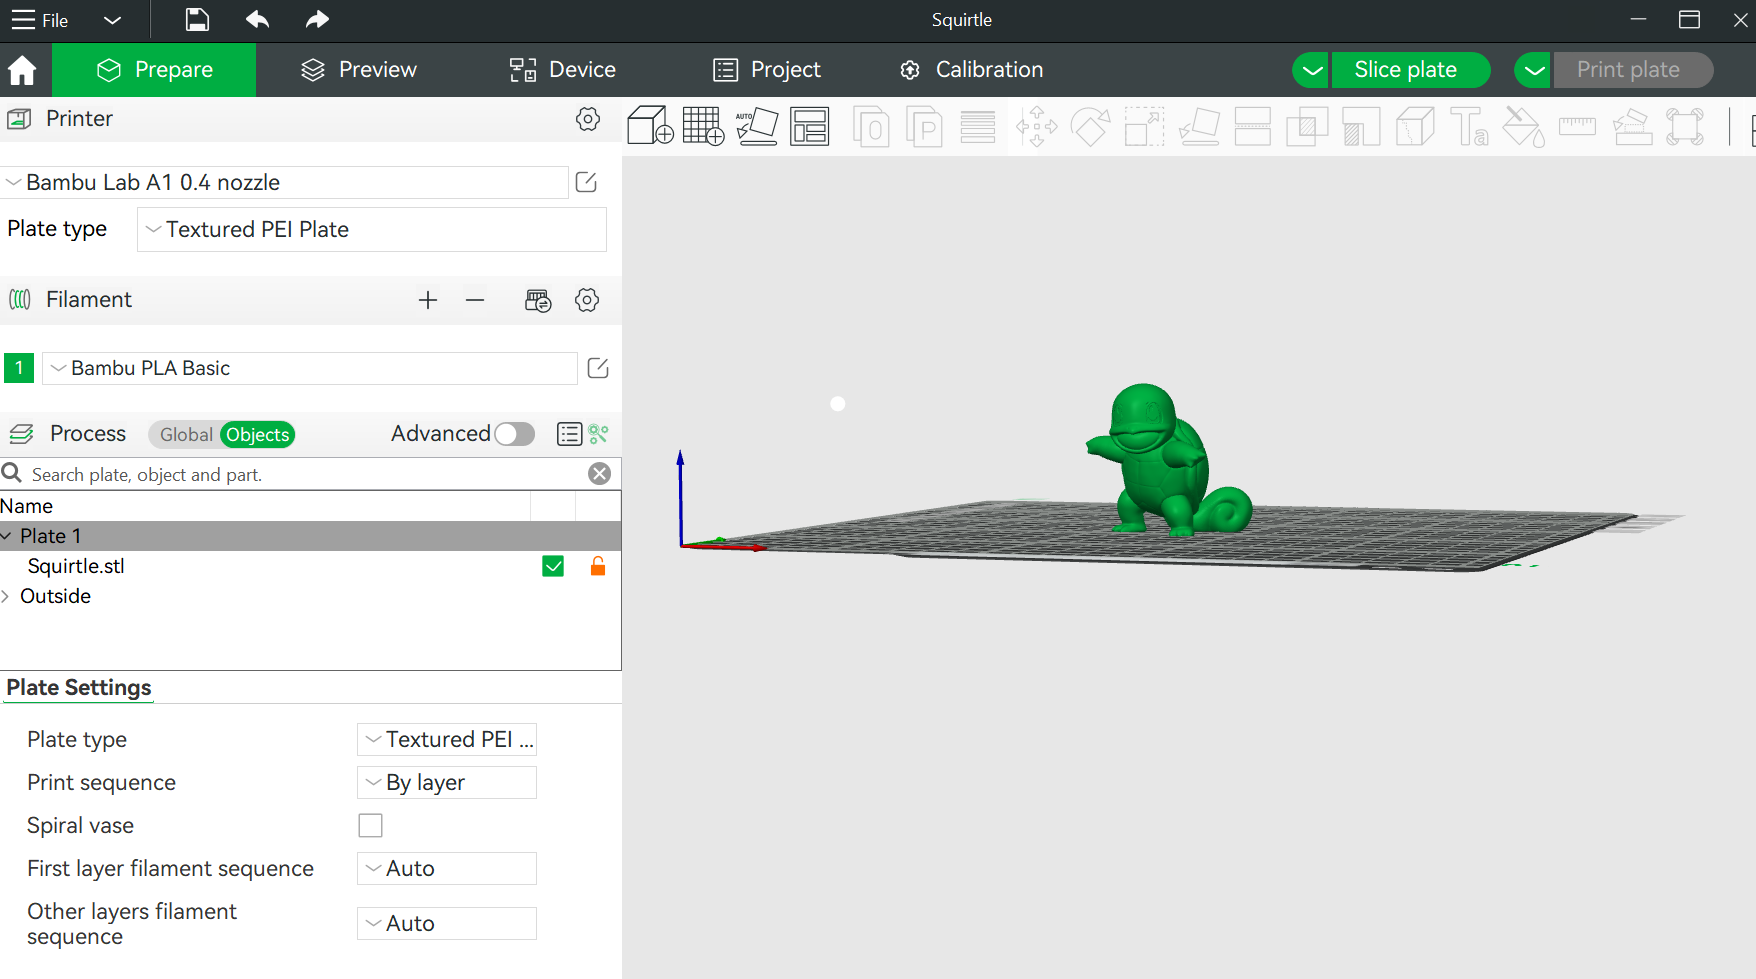 File
Squirtle
Prepare
Preview
Device
Project
Calibration
Slice plate
Print plate
Printer
Bambu Lab A1 0.4 nozzle
Plate type
Textured PEI Plate
Filament
1
Bambu PLA Basic
Process
Global
Objects
Advanced
Search plate, object and part.
Name
Plate 1
Squirtle.stl
Outside
Plate Settings
Plate type
Textured PEI ...
Print sequence
By layer
Spiral vase
First layer filament sequence
Auto
Other layers filament
sequence
Auto
AUTO
O
P
Ta